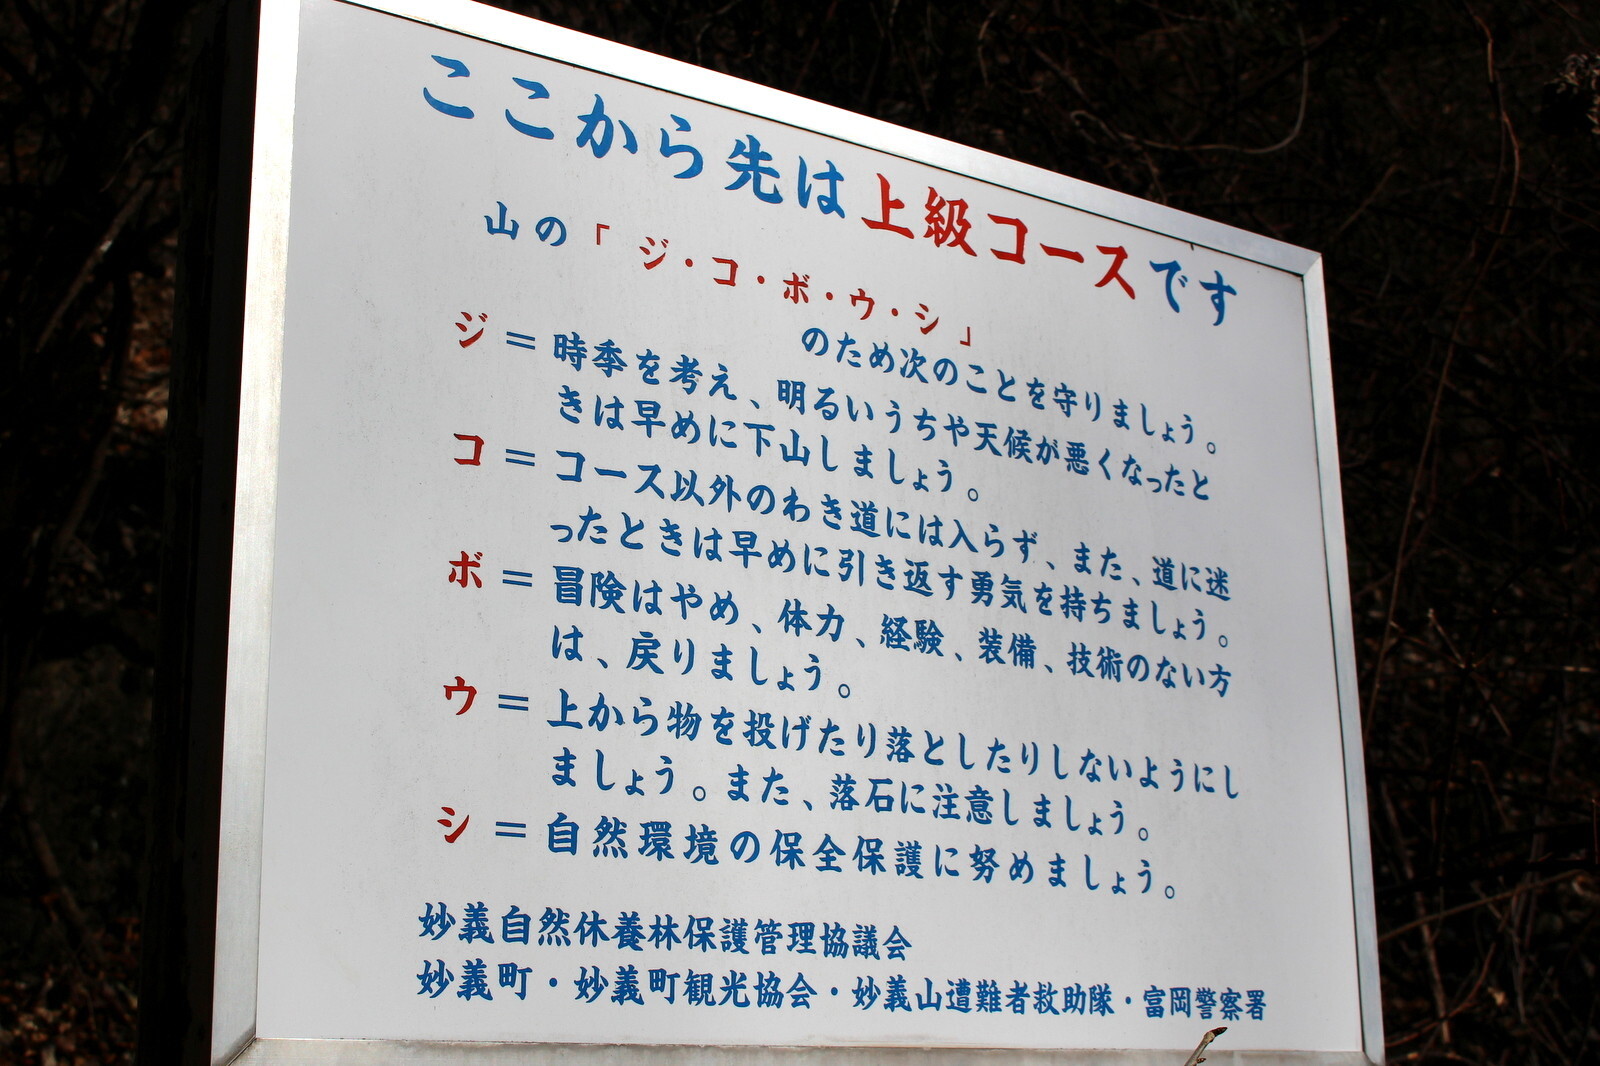 ここから先は上級コースです
山の「ジ・コ・ボ・ウ・シ」
のため次のことを守りましょう。
ジ＝時季を考え、明るいうちや天候が悪くなったと
きは早めに下山しましょう。
コ＝コース以外のわき道には入らず、また、道に迷
ったときは早めに引き返す勇気を持ちましょう。
ボ＝冒険はやめ、体力、経験、装備、技術のない方
は、戻りましょう。
ウ＝上から物を投げたり落としたりしないようにし
ましょう。また、落石に注意しましょう。
シ＝自然環境の保全保護に努めましょう。
妙義自然休養林保護管理協議会
妙義町・妙義町観光協会・妙義山遭難者救助隊・富岡警察署